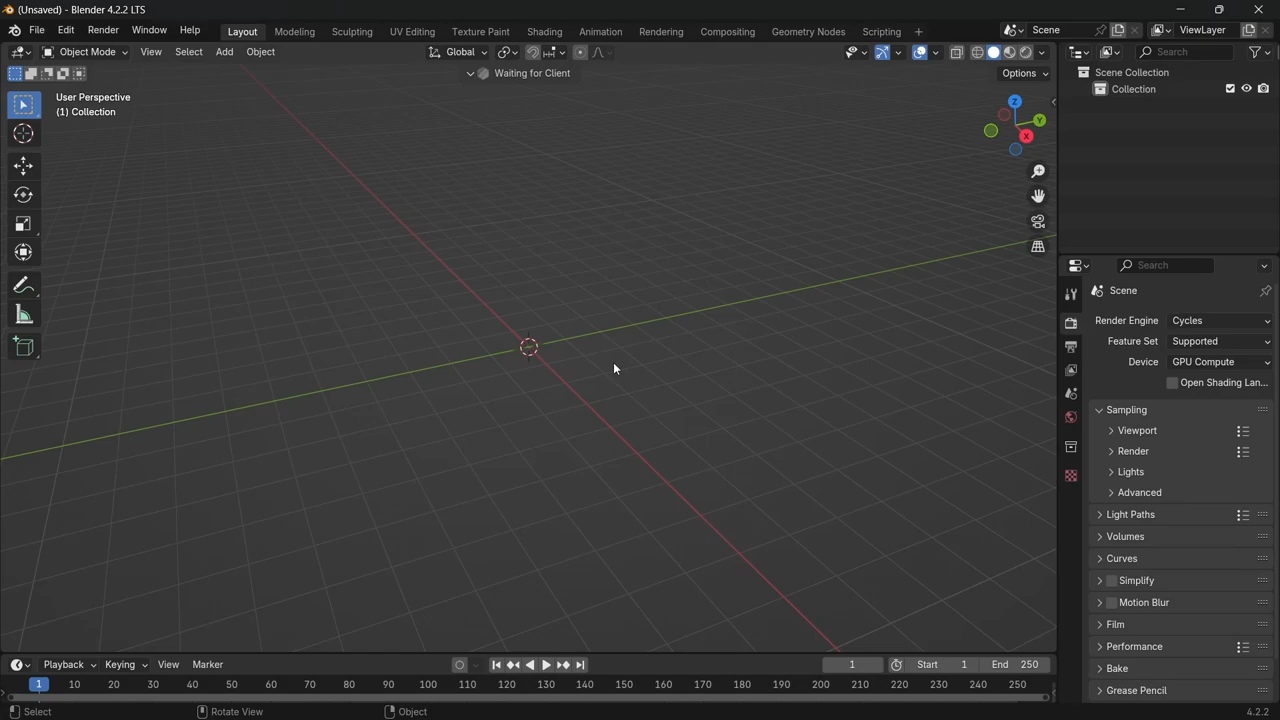 (Unsaved) - Blender 4.2.2 LTS
File Edit Render Window Help Layout Modeling Sculpting UV Editing Texture Paint Shading Animation Rendering Compositing Geometry Nodes Scripting + Scene ViewLayer
Object Mode View Select Add Object Global Search
Waiting for Client Options
User Perspective
(1) Collection
Z
Y
X
Scene Collection
Collection
Search
Scene
Render Engine Cycles
Feature Set Supported
Device GPU Compute
Open Shading Lan...
Sampling
Viewport
Render
Lights
Advanced
Light Paths
Volumes
Curves
Simplify
Motion Blur
Film
Performance
Bake
Grease Pencil
Playback Keying View Marker 1 Start 1 End 250
1 10 20 30 40 50 60 70 80 90 100 110 120 130 140 150 160 170 180 190 200 210 220 230 240 250
Select Rotate View Object 4.2.2